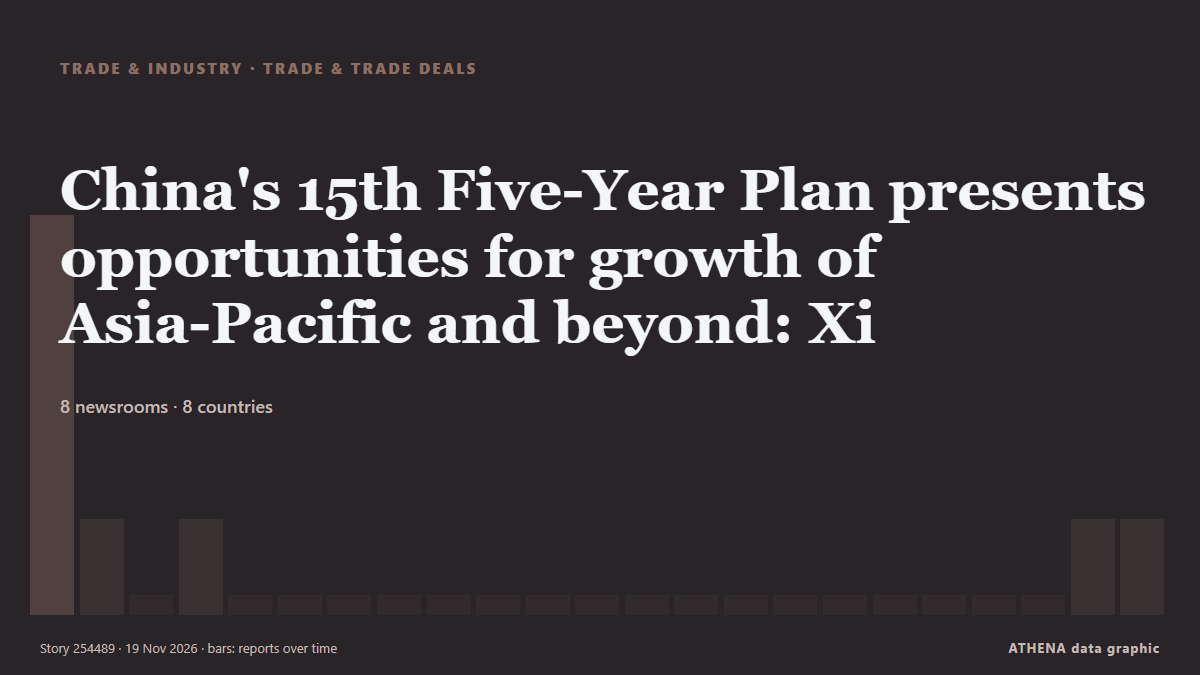 TRADE & INDUSTRY · TRADE & TRADE DEALS
China's 15th Five-Year Plan presents
opportunities for growth of
Asia-Pacific and beyond: Xi
8 newsrooms · 8 countries
Story 254489 · 19 Nov 2026 · bars: reports over time
ATHENA data graphic